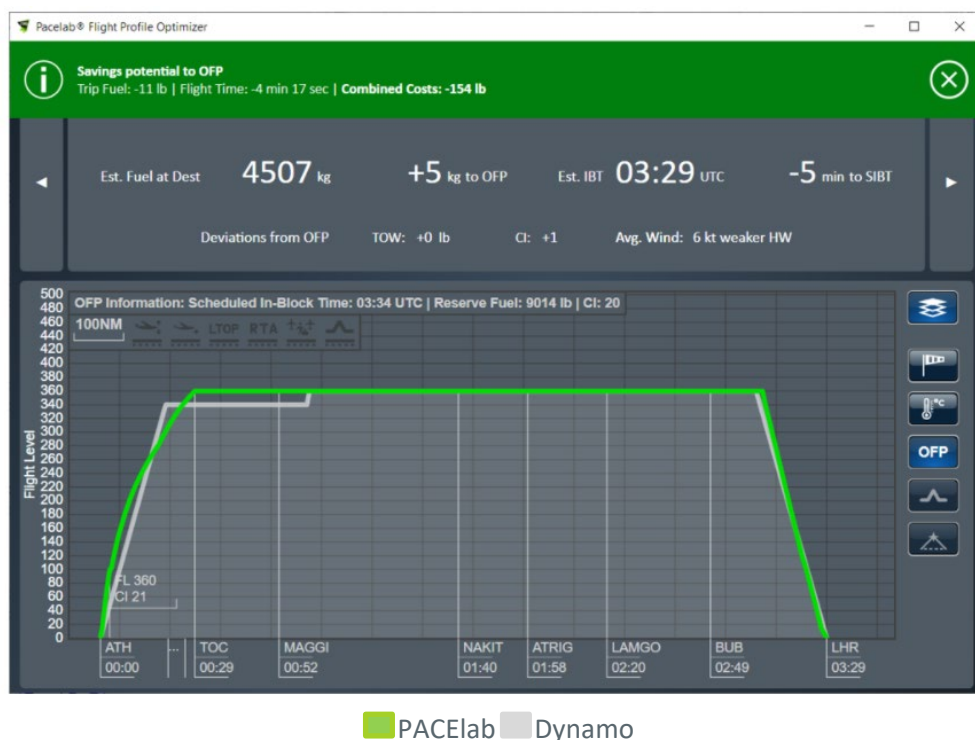 Pacelab® Flight Profile Optimizer
Savings potential to OFP
Trip Fuel: -11 lb | Flight Time: -4 min 17 sec | Combined Costs: -154 lb
Est. Fuel at Dest 4507 kg +5 kg to OFP Est. IBT 03:29 UTC -5 min to SIBT
Deviations from OFP TOW: +0 lb CI: +1 Avg. Wind: 6 kt weaker HW
OFP Information: Scheduled In-Block Time: 03:34 UTC | Reserve Fuel: 9014 lb | CI: 20
100NM LTOP RTA
500
480
460
440
420
400
380
360
340
320
300
280
260
240
220
200
180
160
140
120
100
80
60
40
20
0
Flight Level
°C
OFP
FL 360
CI 21
ATH ... TOC MAGGI NAKIT ATRIG LAMGO BUB LHR
00:00 00:29 00:52 01:40 01:58 02:20 02:49 03:29
PACElab Dynamo